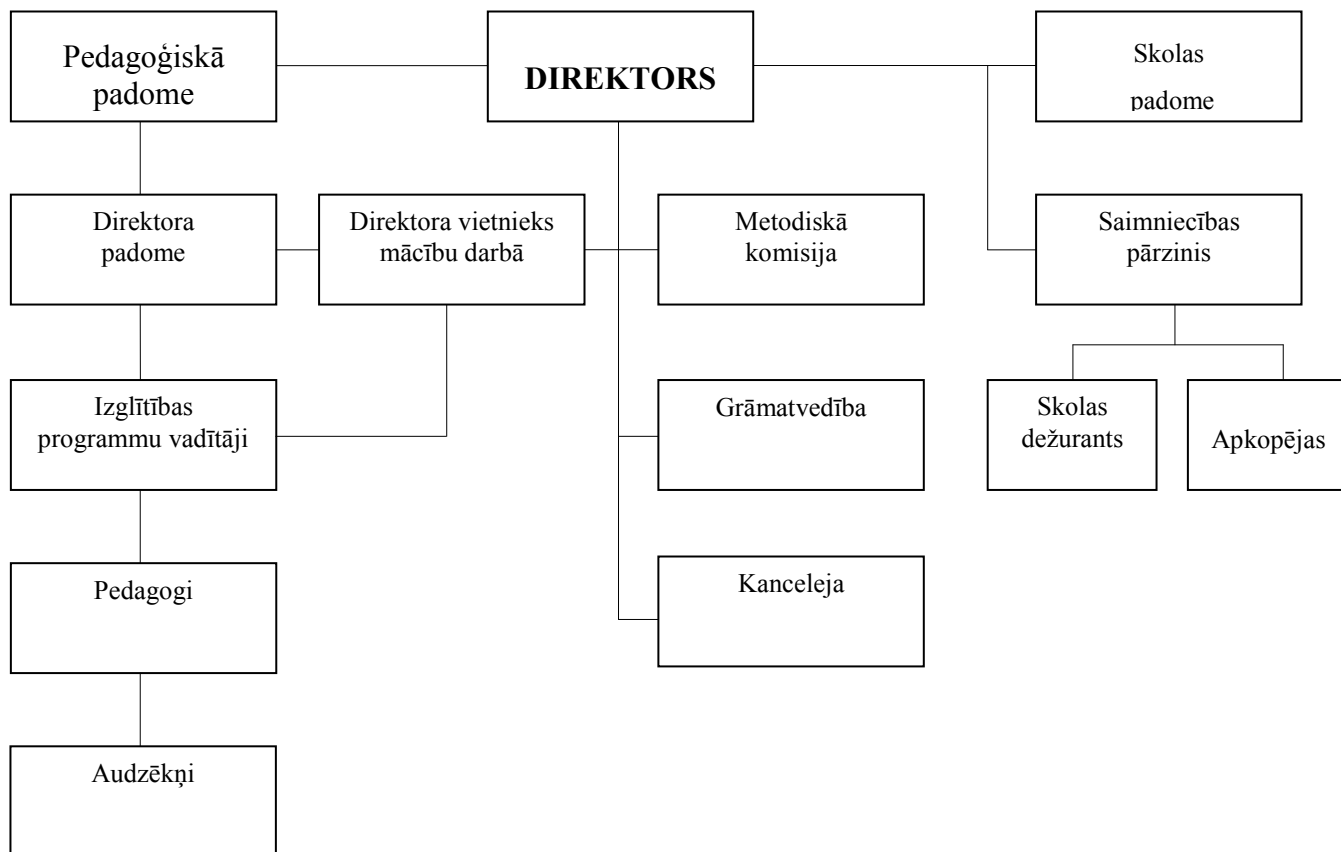 Pedagoģiskā
padome
DIREKTORS
Skolas
padome
Direktora
padome
Direktora vietnieks
mācību darbā
Metodiskā
komisija
Saimniecības
pārzinis
Izglītības
programmu vadītāji
Grāmatvedība
Skolas
dežurants
Apkopējas
Pedagogi
Kanceleja
Audzēkņi